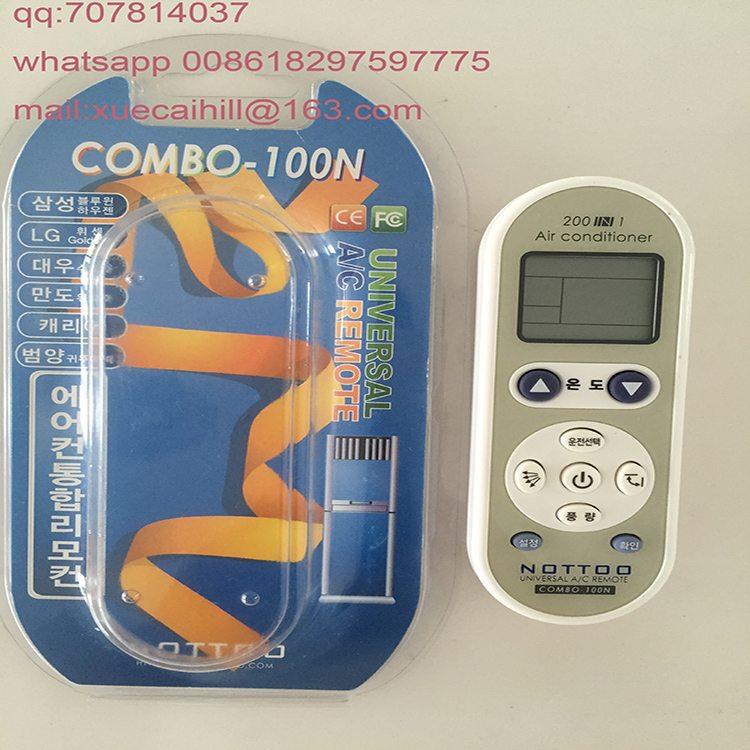 qq:707814037
whatsapp 008618297597775
mail:xuecaihill@163.com
COMBO-100N
삼성 블루윈
하우젠
LG 휘센
Gold
대우
만도
캐리어
범양
CE FC
UNIVERSAL
A/C REMOTE
에어컨통합리모컨
NOTTOO
200 IN 1
Air conditioner
온도
운전선택
풍량
설정 확인
NOTTOO
UNIVERSAL A/C REMOTE
COMBO-100N